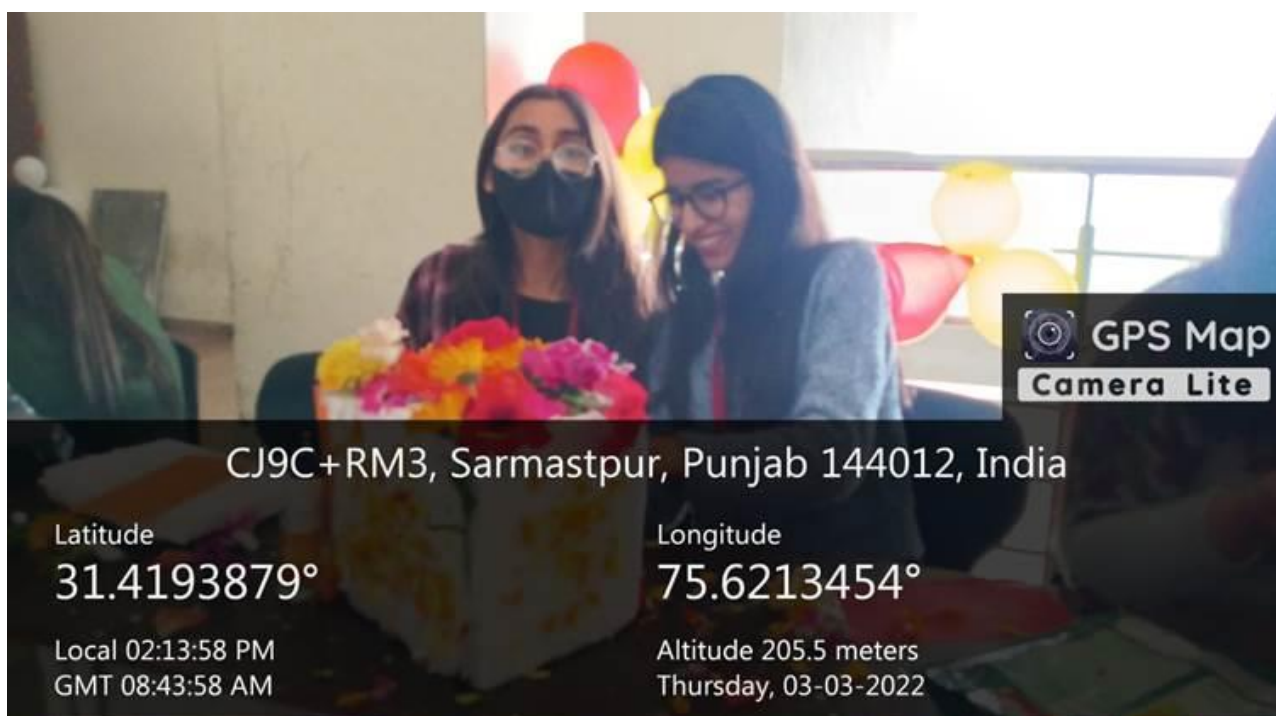 GPS Map
Camera Lite
CJ9C+RM3, Sarmastpur, Punjab 144012, India
Latitude
31.4193879°
Longitude
75.6213454°
Local 02:13:58 PM
GMT 08:43:58 AM
Altitude 205.5 meters
Thursday, 03-03-2022